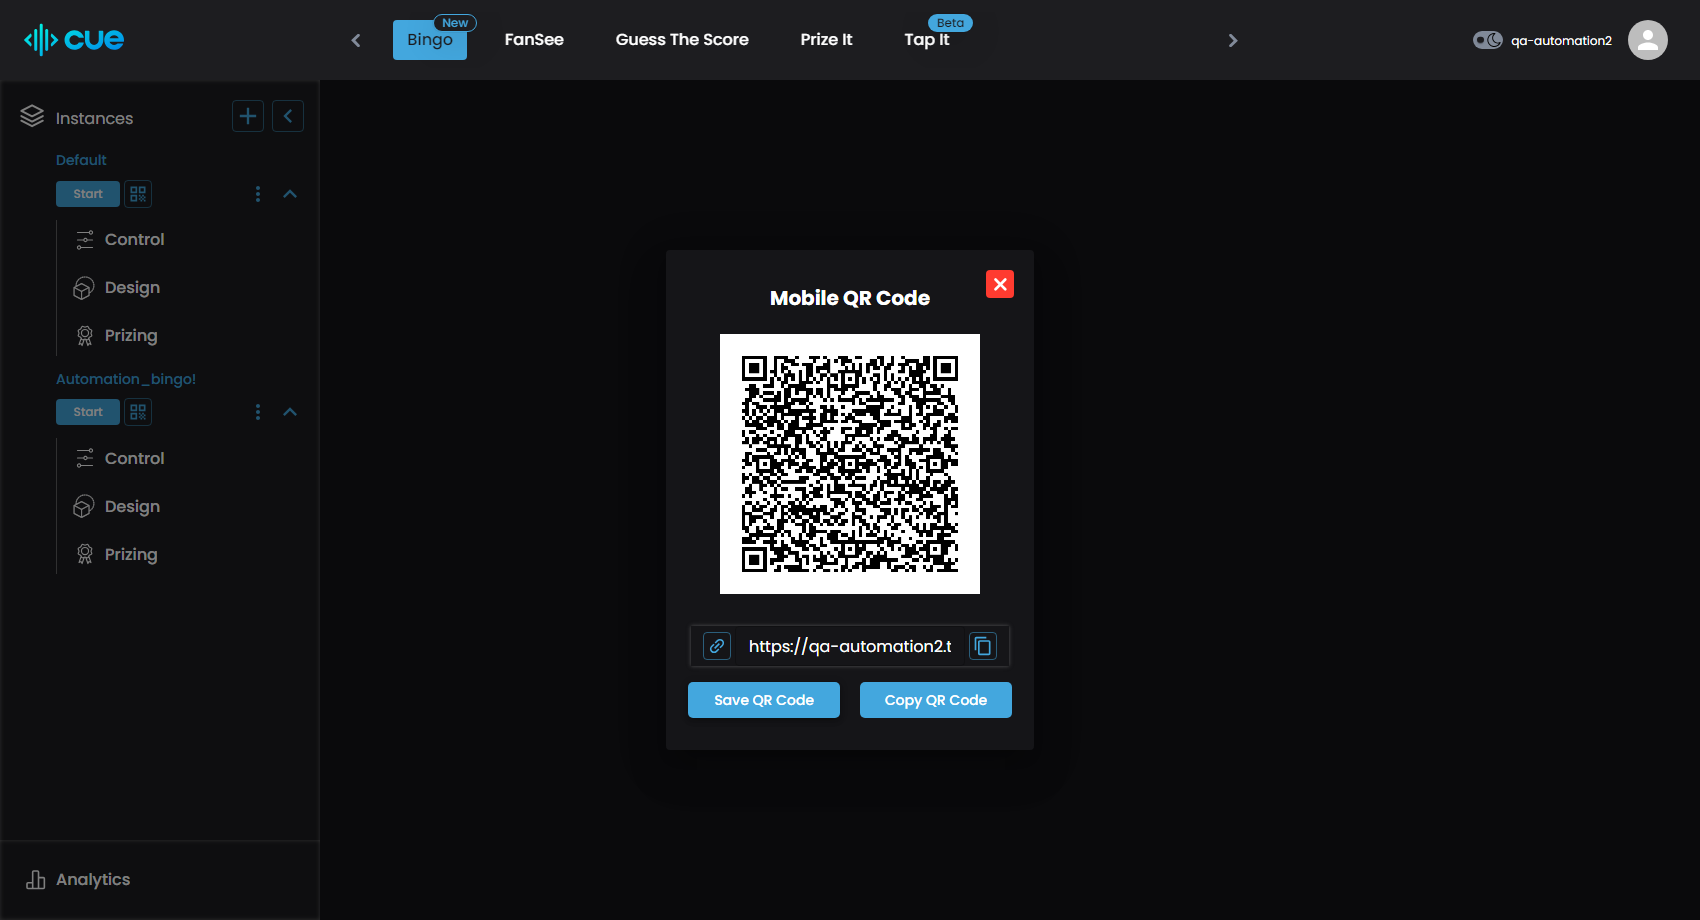 cue
Bingo
New
FanSee
Guess The Score
Prize It
Tap It
Beta
qa-automation2
Instances
Default
Start
Control
Design
Prizing
Automation_bingo!
Start
Control
Design
Prizing
Analytics
Mobile QR Code
https://qa-automation2.t
Save QR Code
Copy QR Code